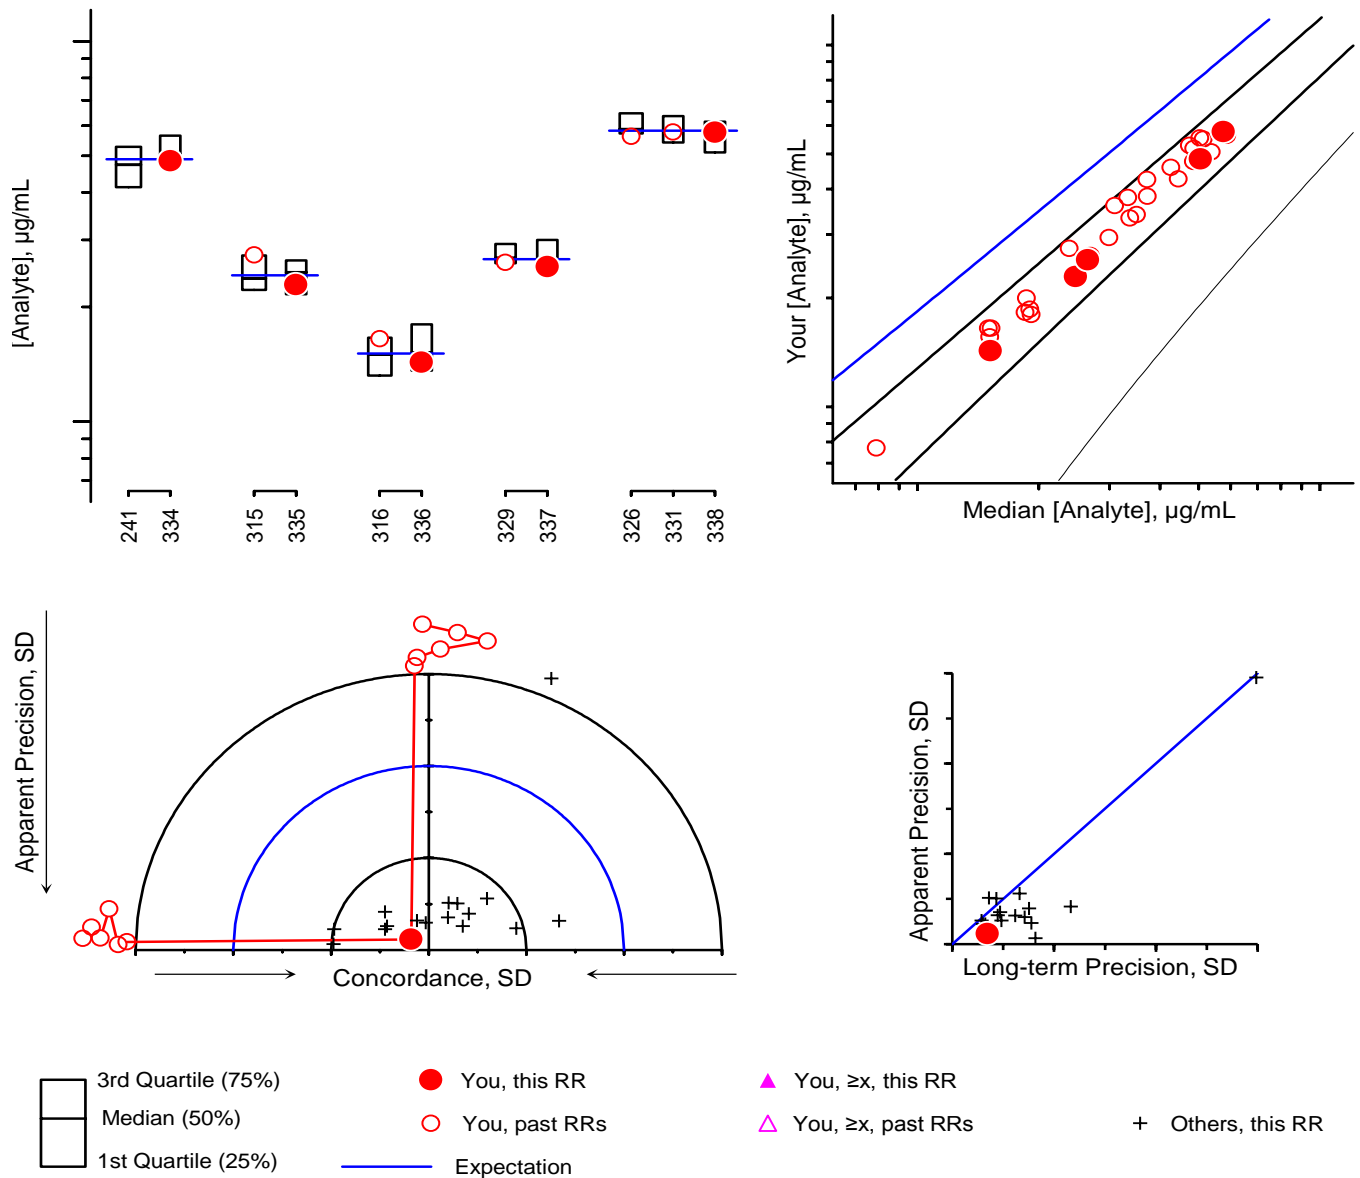 [Analyte], µg/mL
241
334
315
335
316
336
329
337
326
331
338
Your [Analyte], µg/mL
Median [Analyte], µg/mL
Apparent Precision, SD
Concordance, SD
Apparent Precision, SD
Long-term Precision, SD
3rd Quartile (75%)
Median (50%)
1st Quartile (25%)
You, this RR
You, past RRs
Expectation
You, ≥x, this RR
You, ≥x, past RRs
Others, this RR